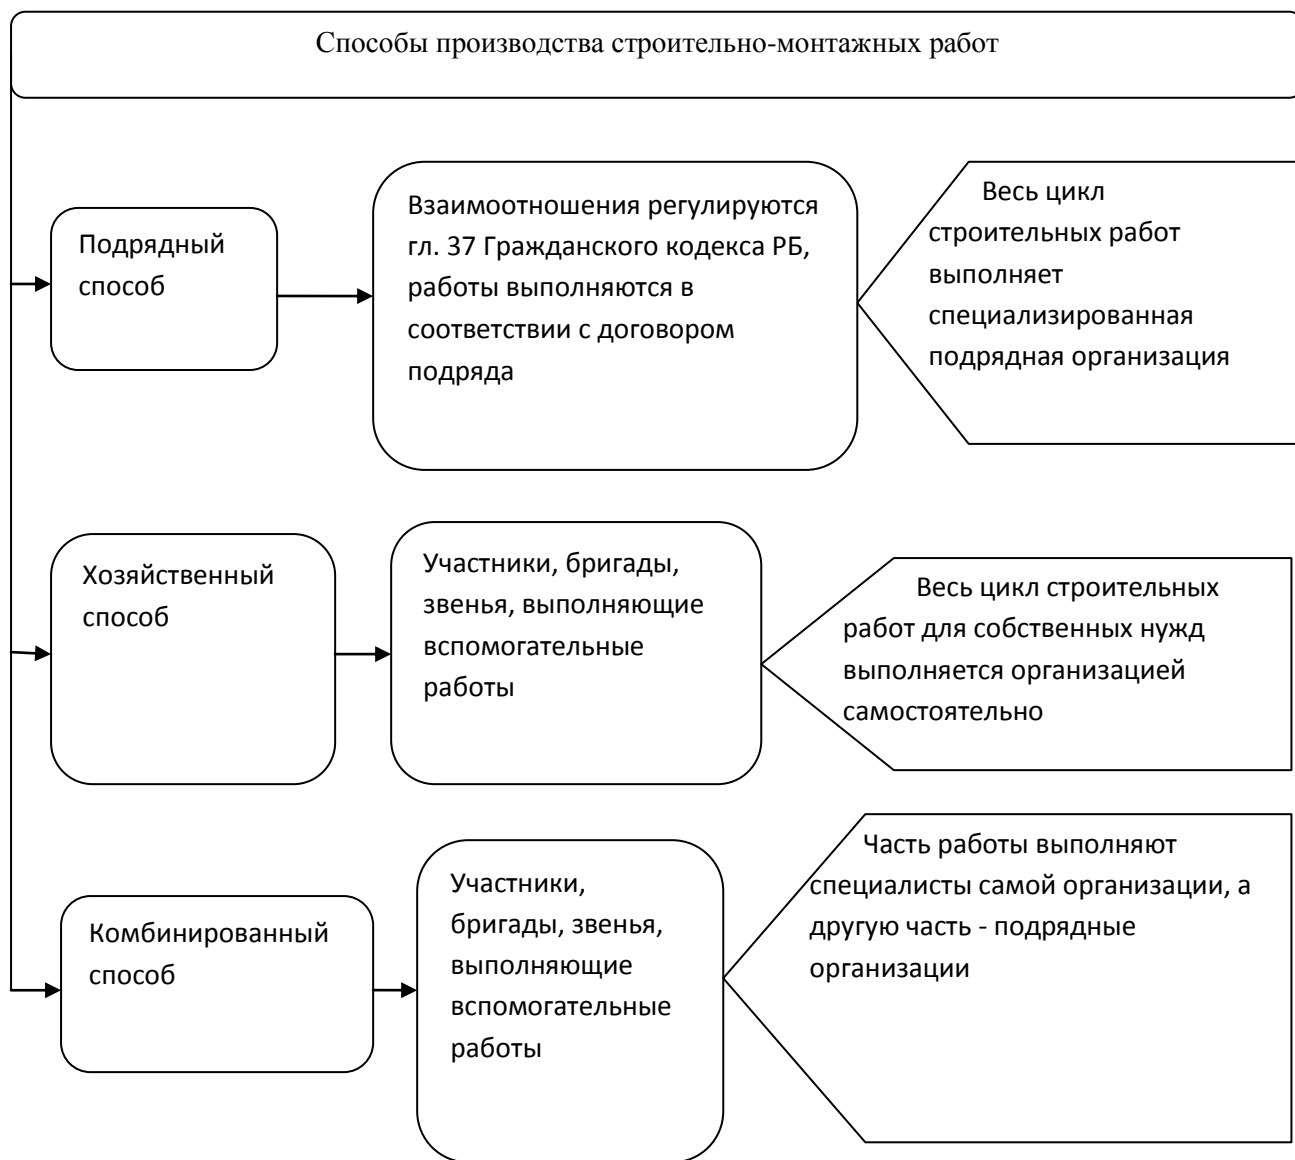 Способы производства строительно-монтажных работ
Подрядный
способ
Взаимоотношения регулируются
гл. 37 Гражданского кодекса РБ,
работы выполняются в
соответствии с договором
подряда
Весь цикл
строительных работ
выполняет
специализированная
подрядная организация
Хозяйственный
способ
Участники, бригады,
звенья, выполняющие
вспомогательные
работы
Весь цикл строительных
работ для собственных нужд
выполняется организацией
самостоятельно
Комбинированный
способ
Участники,
бригады, звенья,
выполняющие
вспомогательные
работы
Часть работы выполняют
специалисты самой организации, а
другую часть - подрядные
организации